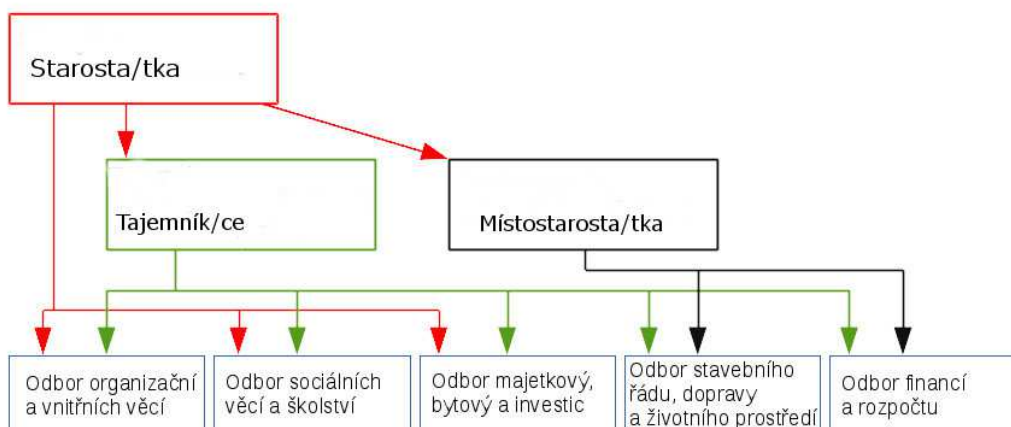 Starosta/tka
Tajemník/ce
Místostarosta/tka
Odbor organizační
a vnitřních věcí
Odbor sociálních
věcí a školství
Odbor majetkový,
bytový a investic
Odbor stavebního
řádu, dopravy
a životního prostředí
Odbor financí
a rozpočtu